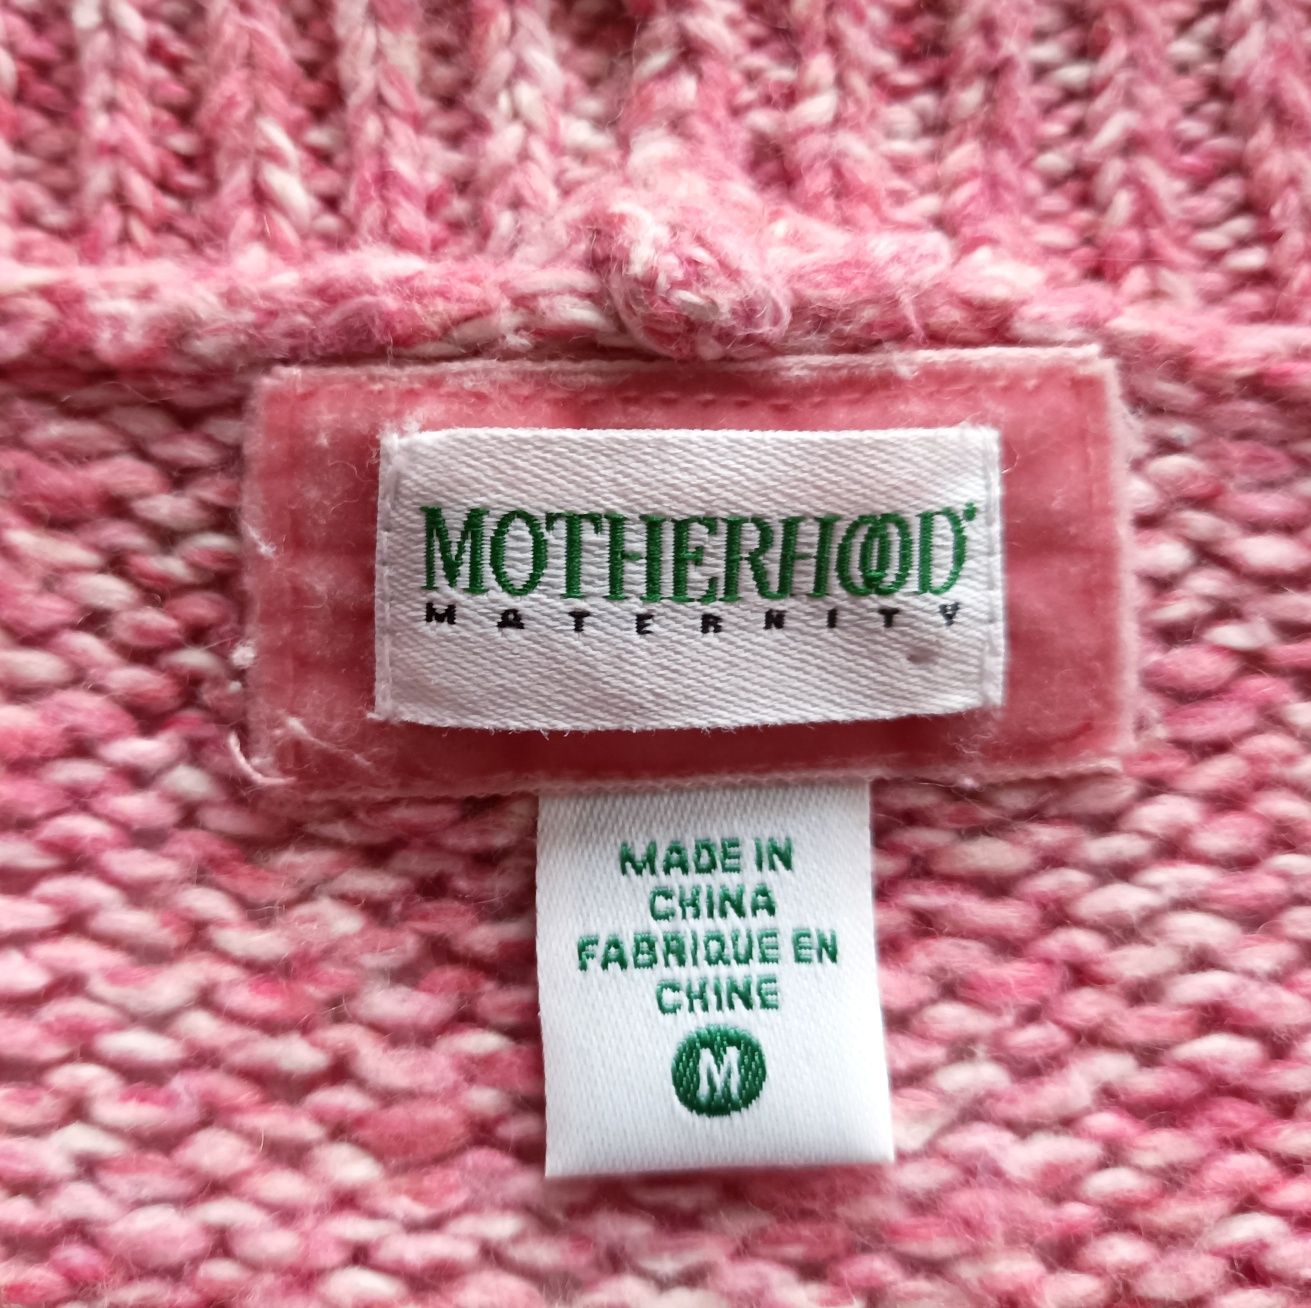 MOTHERHOOD
MATERNITY
MADE IN
CHINA
FABRIQUE EN
CHINE
M